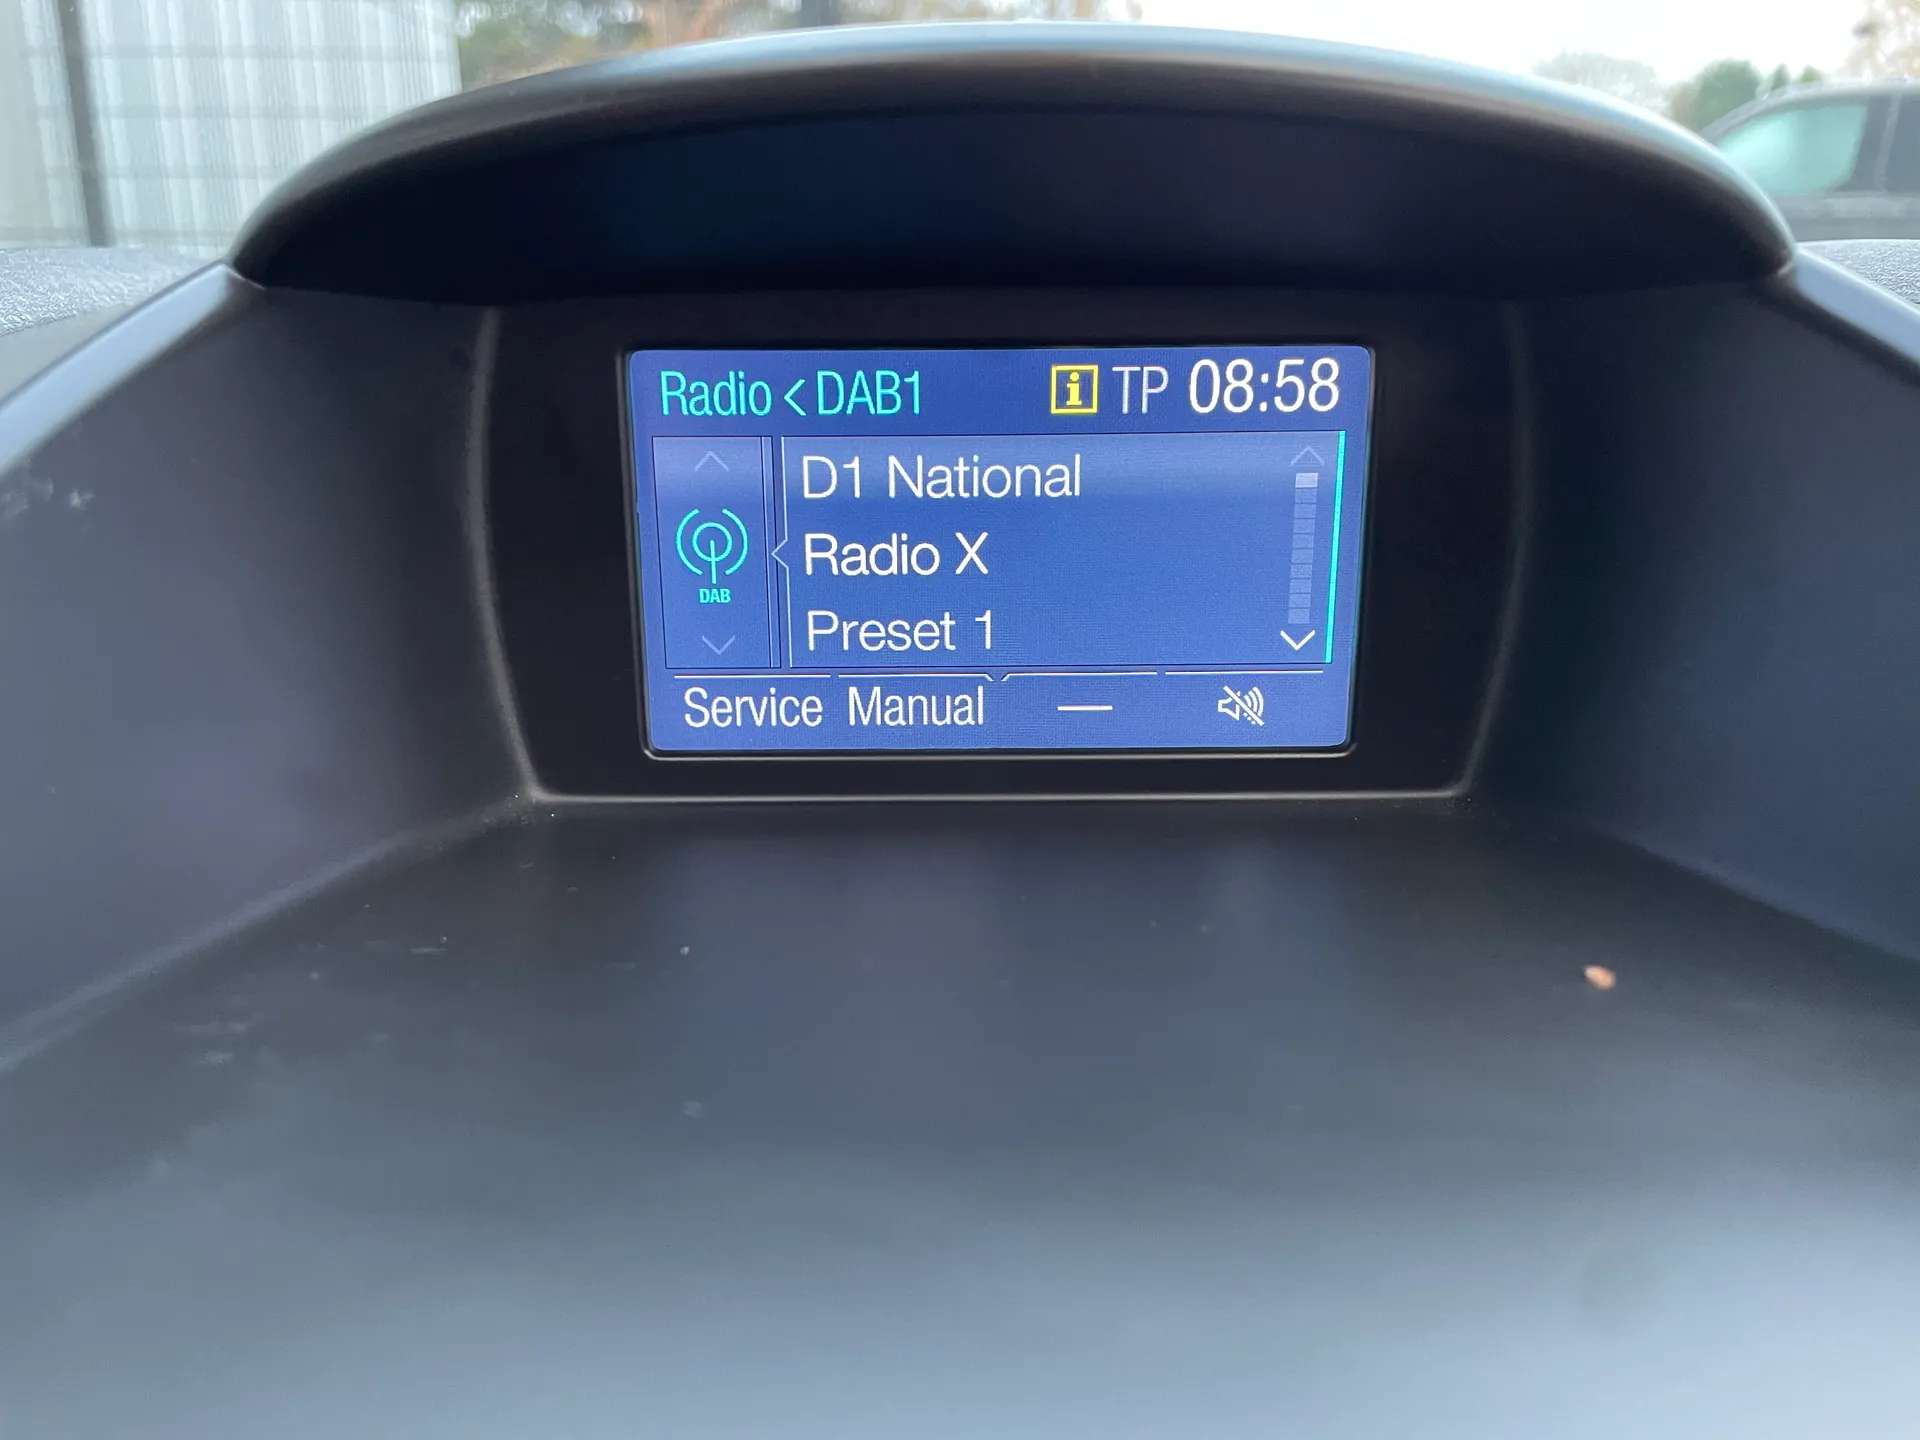 Radio < DAB1 i TP 08:58
D1 National
Radio X
DAB
Preset 1
Service Manual —